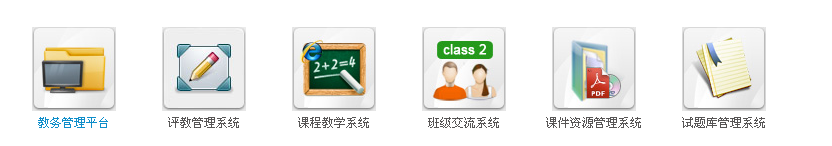 2+2=4
class 2
PDF
教务管理平台
评教管理系统
课程教学系统
班级交流系统
课件资源管理系统
试题库管理系统